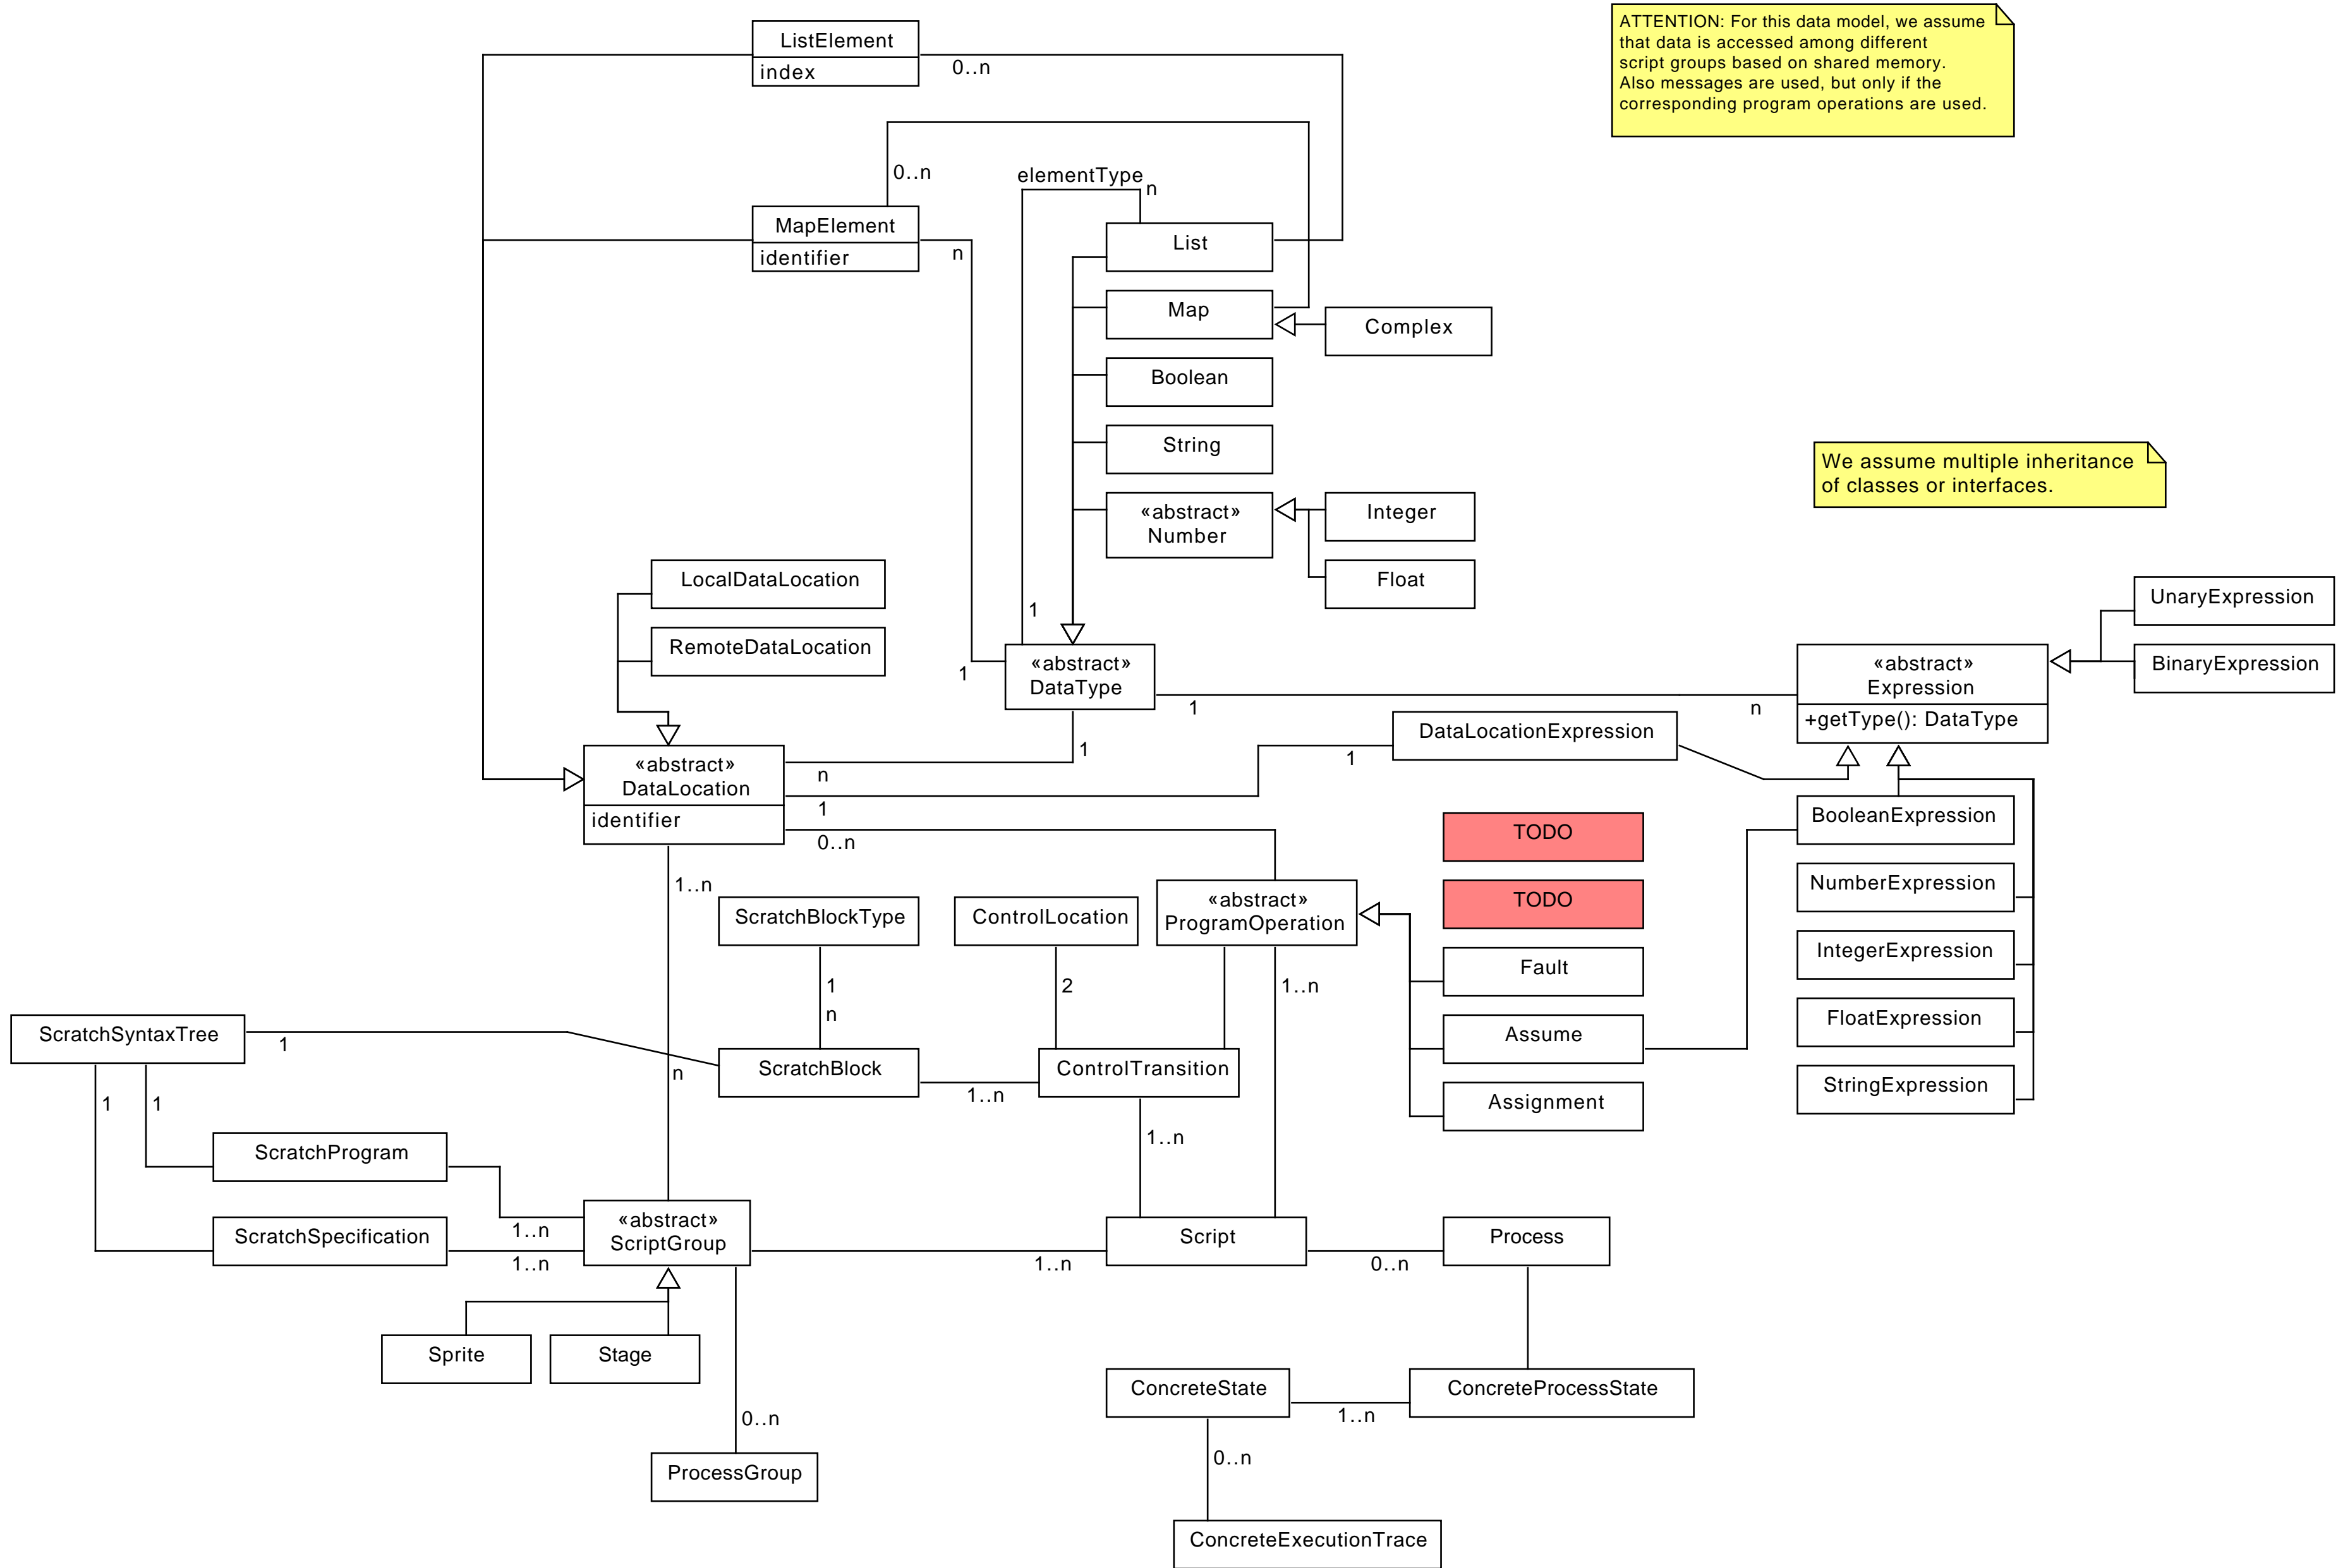 ATTENTION: For this data model, we assume
that data is accessed among different
script groups based on shared memory.
Also messages are used, but only if the
corresponding program operations are used.
ListElement
index
0..n
0..n
elementType
n
MapElement
identifier
n
List
Map
Complex
Boolean
String
«abstract»
Number
Integer
Float
We assume multiple inheritance
of classes or interfaces.
LocalDataLocation
RemoteDataLocation
1
1
«abstract»
DataType
1
n
1
«abstract»
Expression
+getType(): DataType
UnaryExpression
BinaryExpression
DataLocationExpression
1
«abstract»
DataLocation
identifier
n
1
0..n
1..n
TODO
TODO
BooleanExpression
NumberExpression
IntegerExpression
FloatExpression
StringExpression
ScratchBlockType
ControlLocation
«abstract»
ProgramOperation
1
n
2
1..n
Fault
Assume
Assignment
ScratchSyntaxTree
1
n
ScratchBlock
1..n
ControlTransition
1
1
1..n
ScratchProgram
1..n
ScratchSpecification
1..n
«abstract»
ScriptGroup
1..n
Script
0..n
Process
Sprite
Stage
0..n
ProcessGroup
ConcreteState
1..n
ConcreteProcessState
0..n
ConcreteExecutionTrace